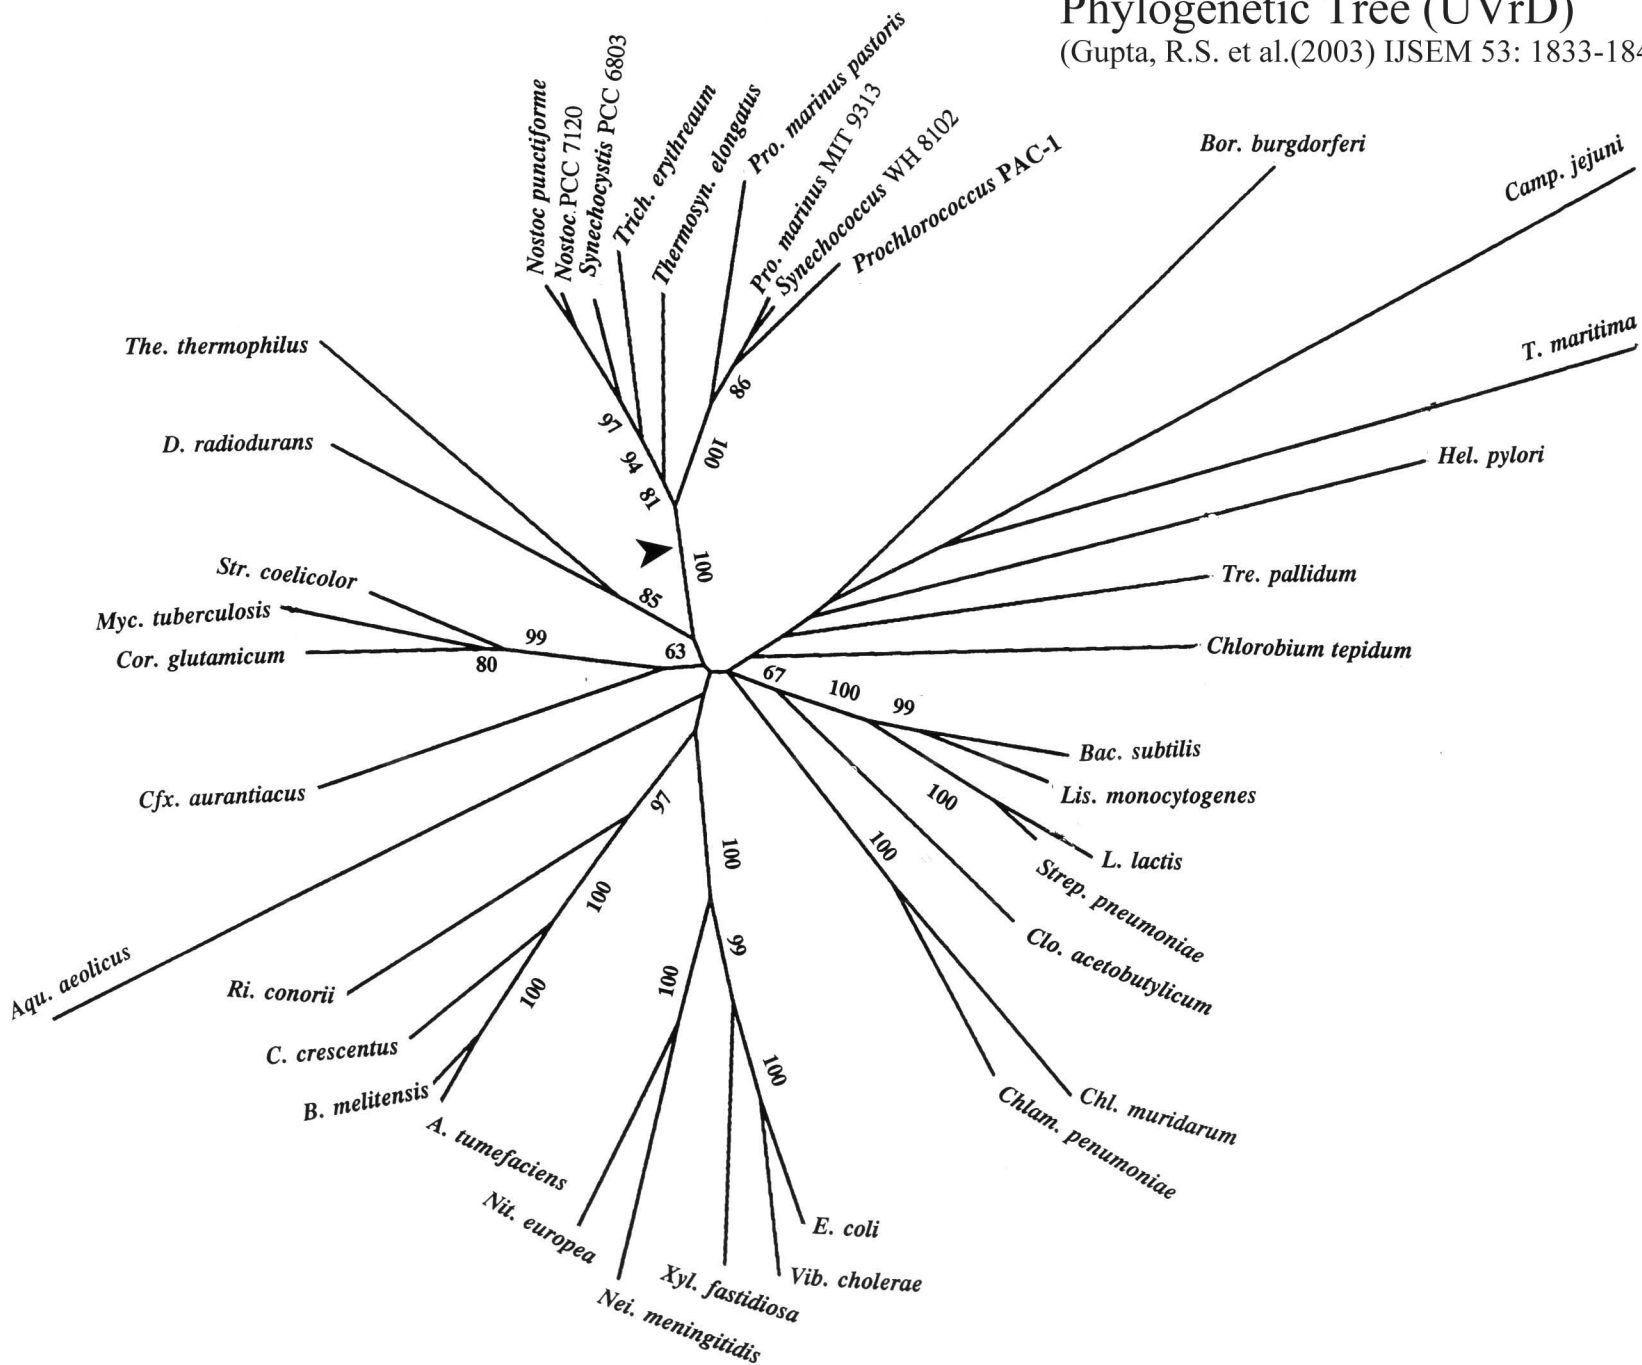 Phylogenetic Tree (UVrD)
(Gupta, R.S. et al.(2003) IJSEM 53: 1833-184
Nostoc punctiforme
Nostoc PCC 7120
Synechocystis PCC 6803
Trich. erythreaum
Thermosyn. elongatus
Pro. marinus pastoris
Pro. marinus MIT 9313
Synechococcus WH 8102
Prochlorococcus PAC-1
Bor. burgdorferi
Camp. jejuni
T. maritima
Hel. pylori
Tre. pallidum
Chlorobium tepidum
Bac. subtilis
Lis. monocytogenes
L. lactis
Strep. pneumoniae
Clo. acetobutylicum
Chl. muridarum
Chlam. penumoniae
E. coli
Vib. cholerae
Xyl. fastidiosa
Nei. meningitidis
Nit. europea
A. tumefaciens
B. melitensis
C. crescentus
Ri. conorii
Aqu. aeolicus
Cfx. aurantiacus
Cor. glutamicum
Myc. tuberculosis
Str. coelicolor
D. radiodurans
The. thermophilus
97
94
81
100
86
100
85
63
99
80
67
100
99
100
100
97
100
100
100
99
100
100